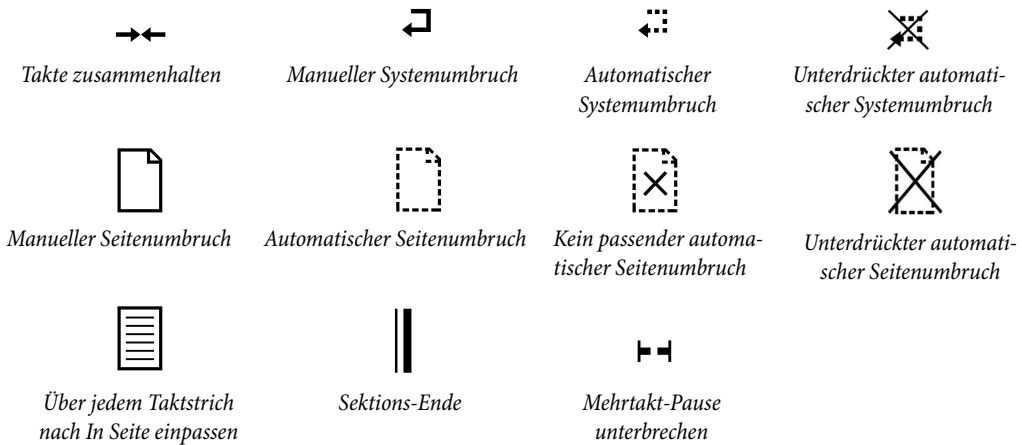 Takte zusammenhalten
Manueller Systemumbruch
Automatischer
Systemumbruch
Unterdrückter automati-
scher Systemumbruch
Manueller Seitenumbruch
Automatischer Seitenumbruch
Kein passender automa-
tischer Seitenumbruch
Unterdrückter automati-
scher Seitenumbruch
Über jedem Taktstrich
nach In Seite einpassen
Sektions-Ende
Mehrtakt-Pause
unterbrechen